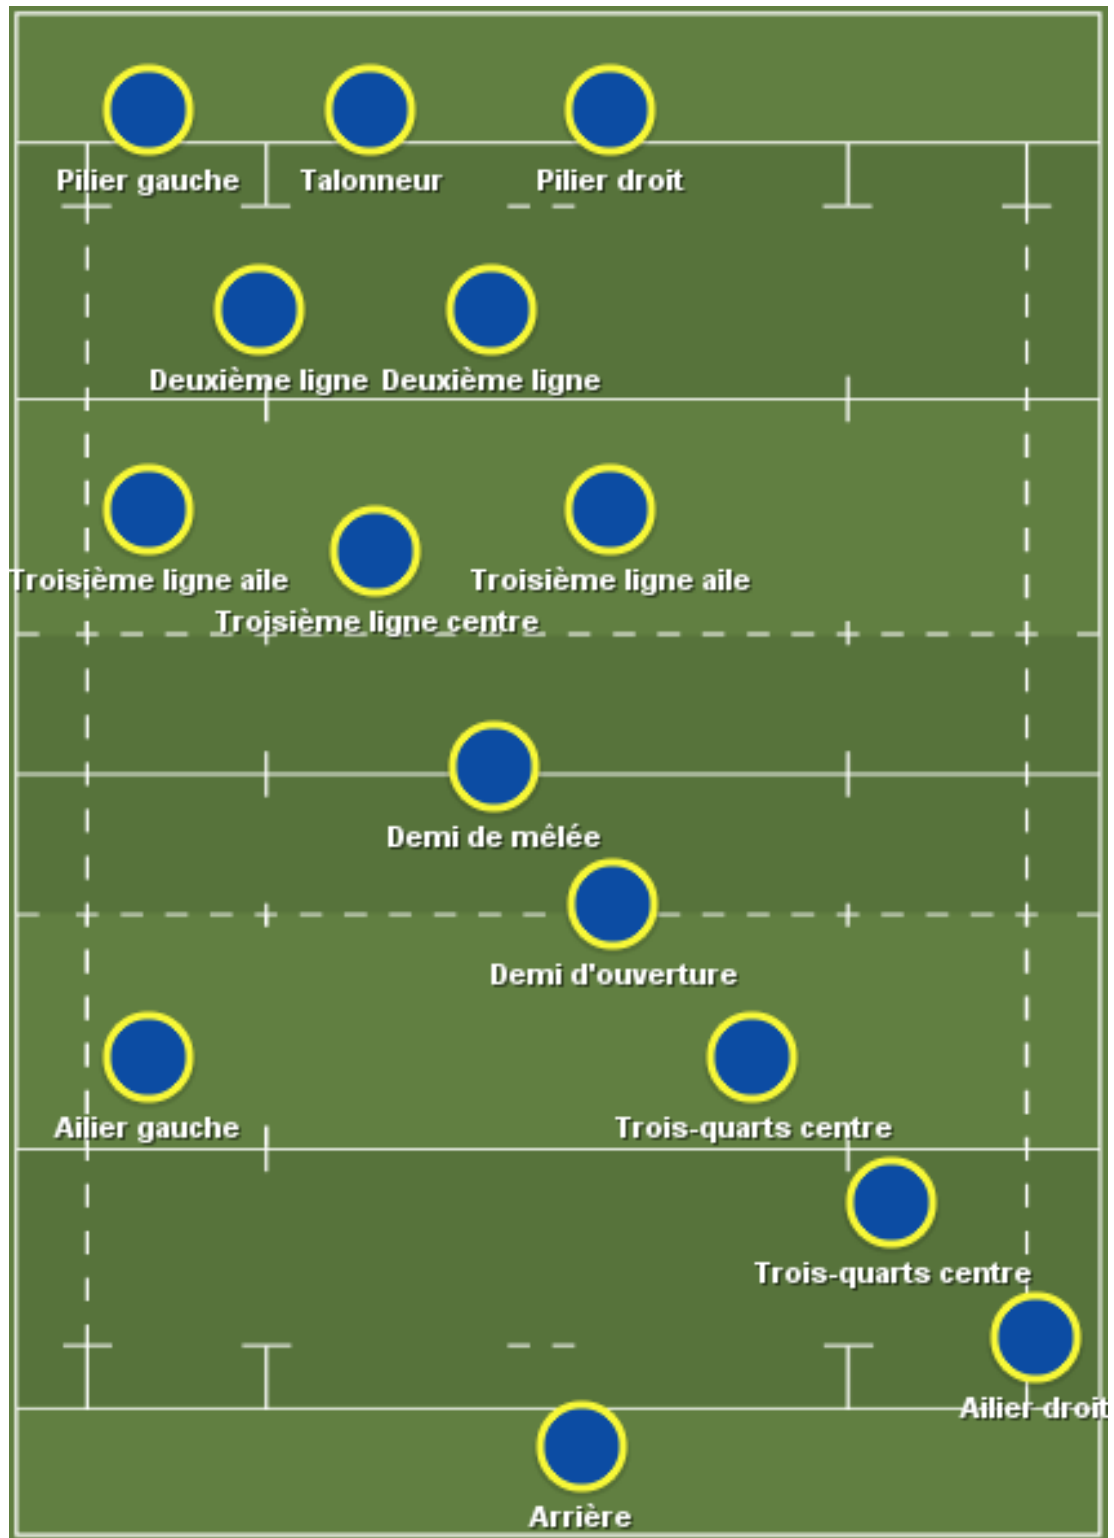 Pilier gauche
Talonneur
Pilier droit
Deuxième ligne
Deuxième ligne
Troisième ligne aile
Troisième ligne aile
Troisième ligne centre
Demi de mêlée
Demi d'ouverture
Ailier gauche
Trois-quarts centre
Trois-quarts centre
Ailier droit
Arrière